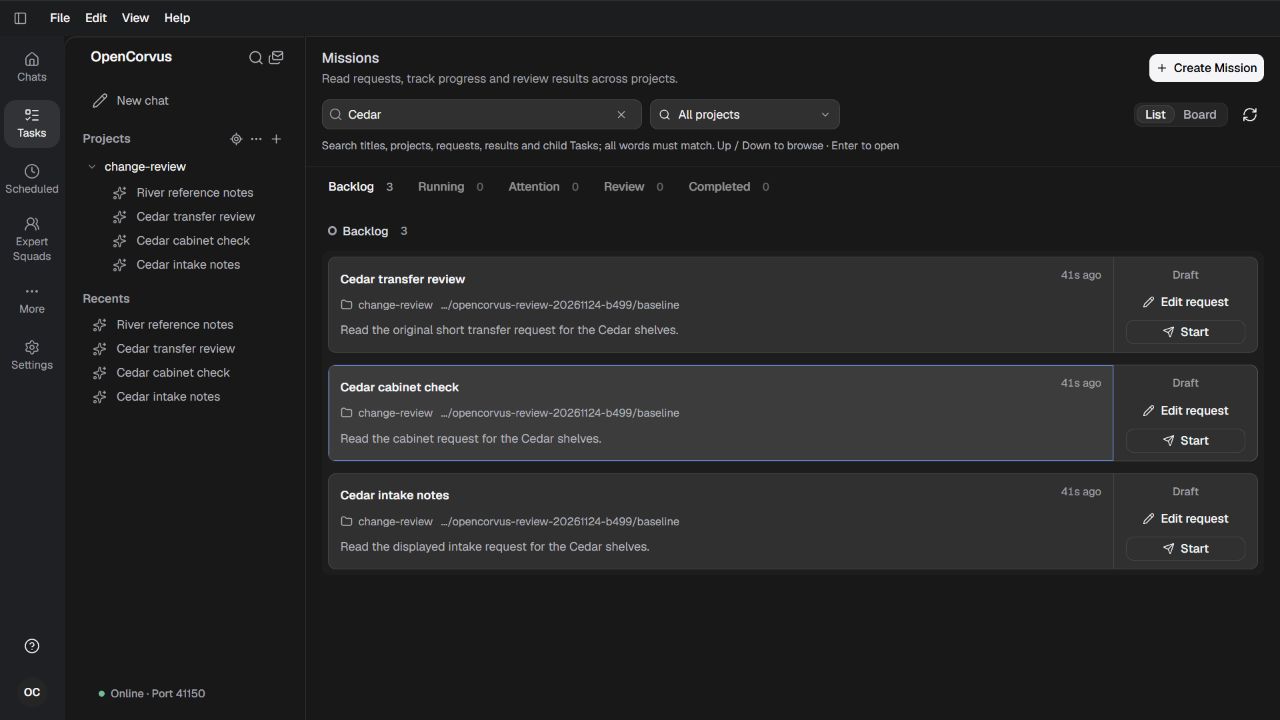 File Edit View Help
Chats
Tasks
Scheduled
Expert
Squads
More
Settings
OC
OpenCorvus
New chat
Projects
change-review
River reference notes
Cedar transfer review
Cedar cabinet check
Cedar intake notes
Recents
River reference notes
Cedar transfer review
Cedar cabinet check
Cedar intake notes
Online · Port 41150
Missions
Read requests, track progress and review results across projects.
Create Mission
Cedar
All projects
List Board
Search titles, projects, requests, results and child Tasks; all words must match. Up / Down to browse · Enter to open
Backlog 3 Running 0 Attention 0 Review 0 Completed 0
Backlog 3
Cedar transfer review 41s ago
change-review …/opencorvus-review-20261124-b499/baseline
Read the original short transfer request for the Cedar shelves.
Draft
Edit request
Start
Cedar cabinet check 41s ago
change-review …/opencorvus-review-20261124-b499/baseline
Read the cabinet request for the Cedar shelves.
Draft
Edit request
Start
Cedar intake notes 41s ago
change-review …/opencorvus-review-20261124-b499/baseline
Read the displayed intake request for the Cedar shelves.
Draft
Edit request
Start